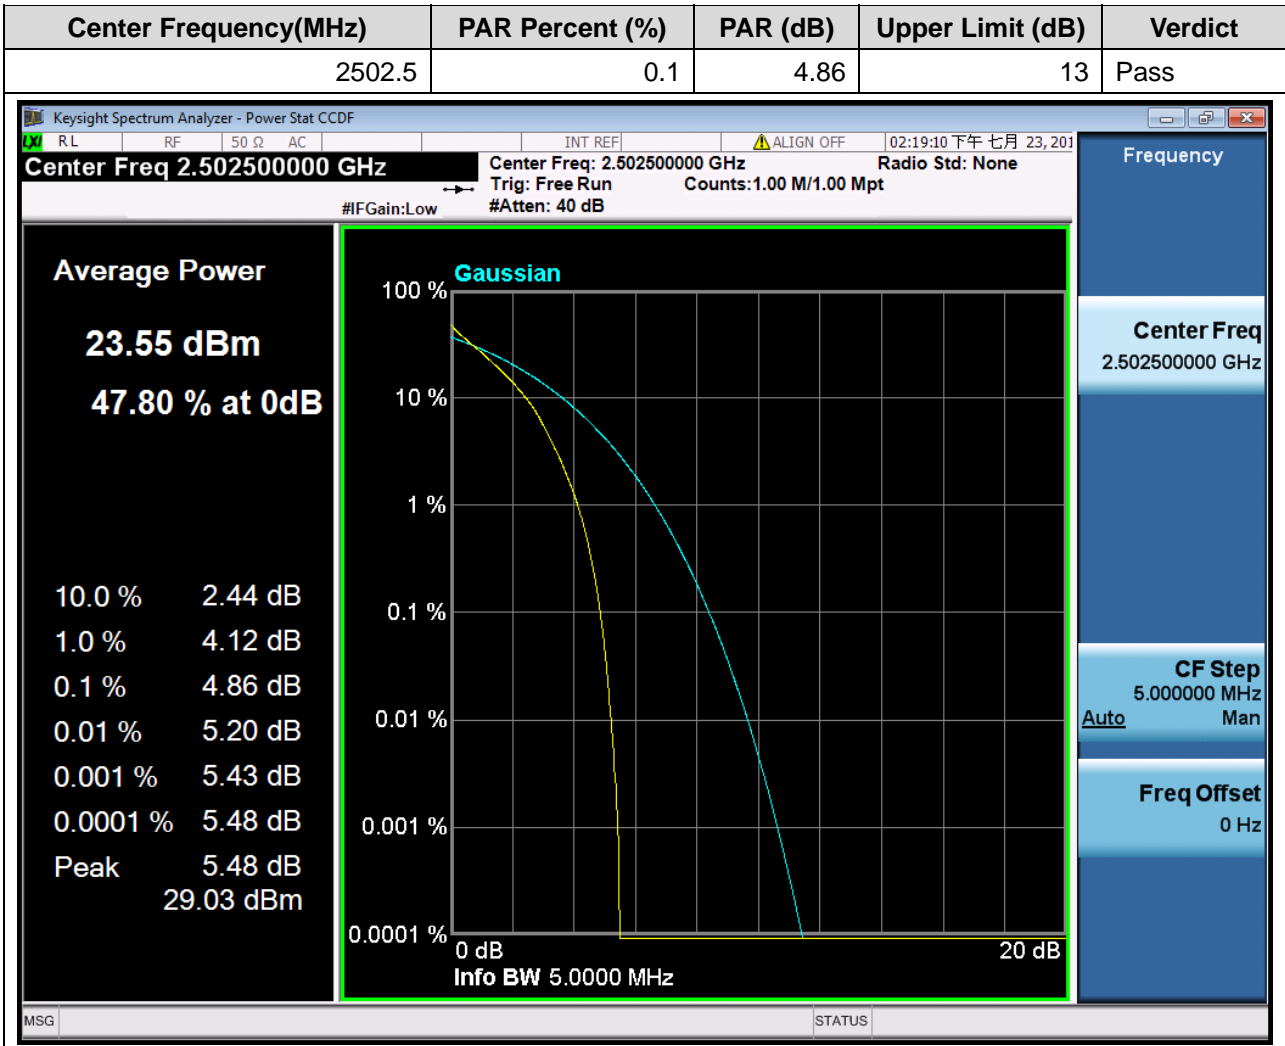 Center Frequency(MHz) PAR Percent (%) PAR (dB) Upper Limit (dB) Verdict
2502.5 0.1 4.86 13 Pass
Keysight Spectrum Analyzer - Power Stat CCDF
LXI RL RF 50 Ω AC INT REF ALIGN OFF 02:19:10 下午 七月 23, 201
Center Freq 2.502500000 GHz
Center Freq: 2.502500000 GHz Radio Std: None
Trig: Free Run Counts:1.00 M/1.00 Mpt
#IFGain:Low #Atten: 40 dB
Frequency
Average Power
23.55 dBm
47.80 % at 0dB
10.0 % 2.44 dB
1.0 % 4.12 dB
0.1 % 4.86 dB
0.01 % 5.20 dB
0.001 % 5.43 dB
0.0001 % 5.48 dB
Peak 5.48 dB
29.03 dBm
Gaussian
100 %
10 %
1 %
0.1 %
0.01 %
0.001 %
0.0001 %
0 dB 20 dB
Info BW 5.0000 MHz
Center Freq
2.502500000 GHz
CF Step
5.000000 MHz
Auto Man
Freq Offset
0 Hz
MSG STATUS